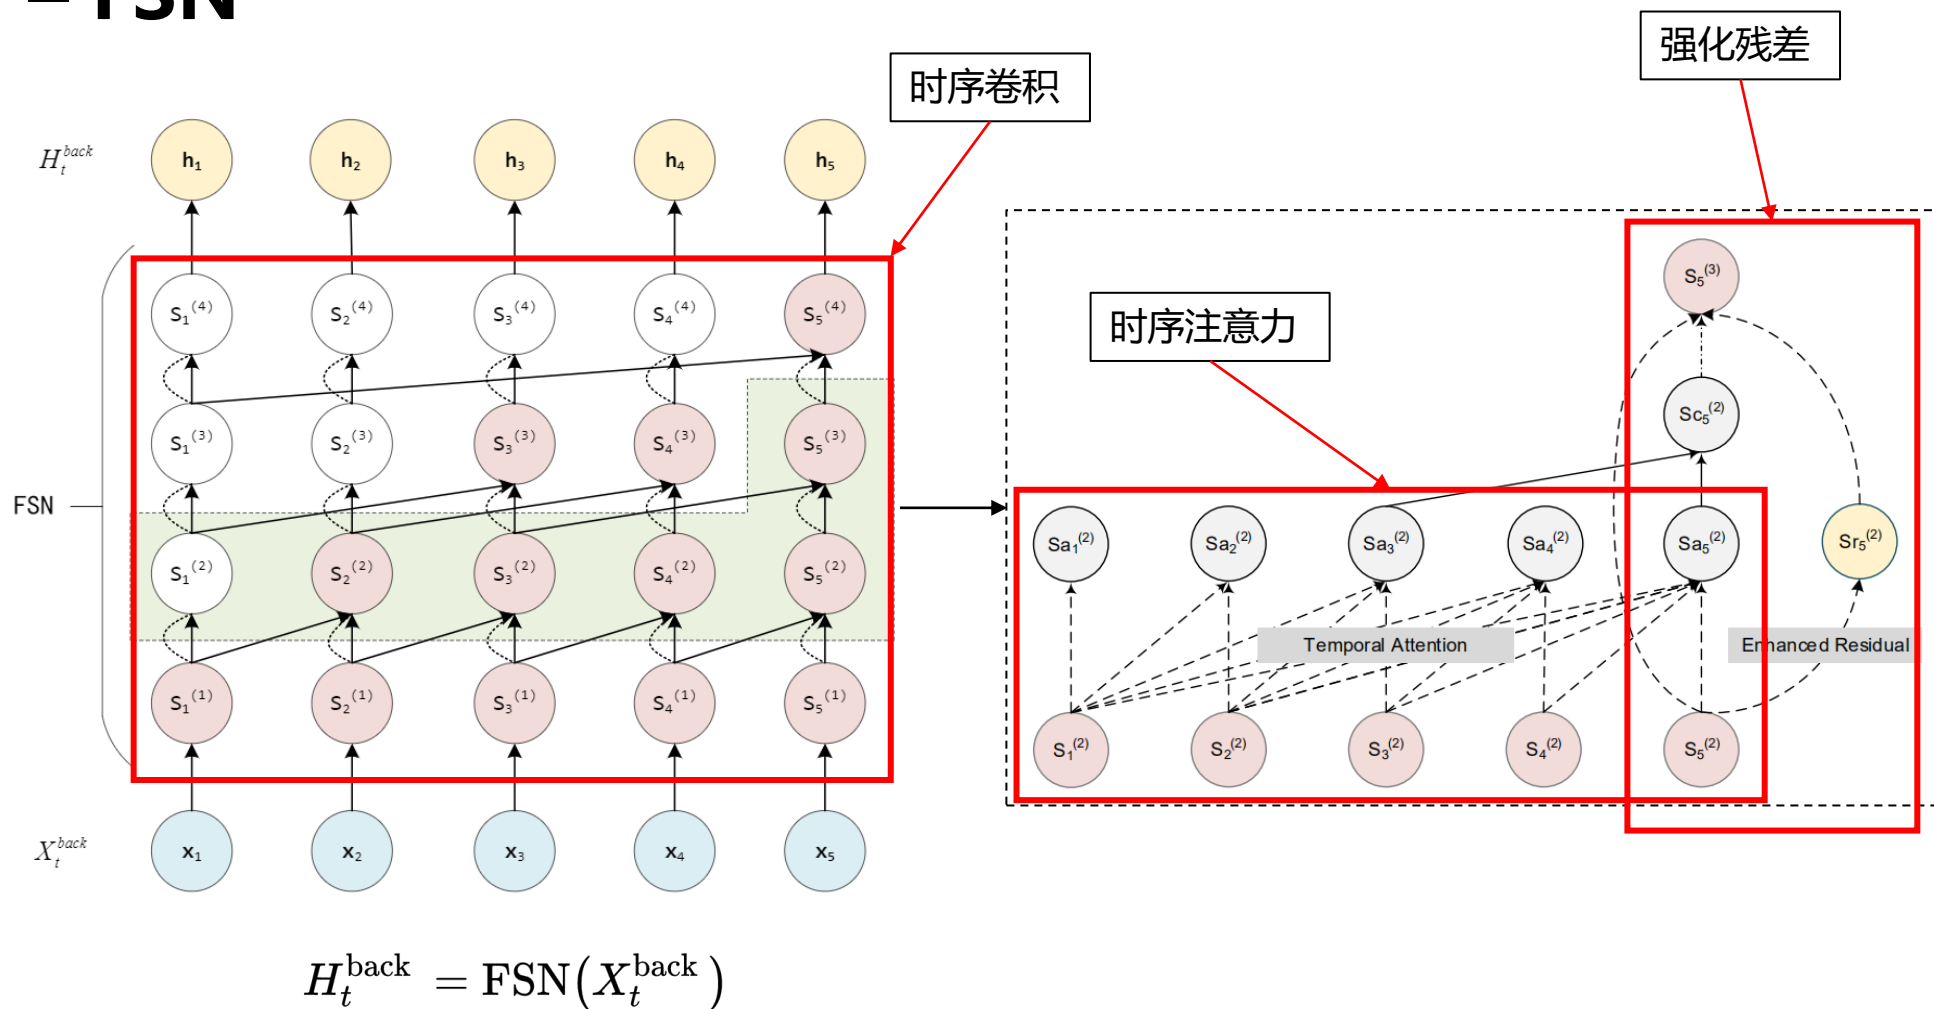 = FSN
时序卷积
强化残差
时序注意力
H_t^{back}
h₁ h₂ h₃ h₄ h₅
S₁⁽⁴⁾ S₂⁽⁴⁾ S₃⁽⁴⁾ S₄⁽⁴⁾ S₅⁽⁴⁾
S₁⁽³⁾ S₂⁽³⁾ S₃⁽³⁾ S₄⁽³⁾ S₅⁽³⁾
FSN
S₁⁽²⁾ S₂⁽²⁾ S₃⁽²⁾ S₄⁽²⁾ S₅⁽²⁾
S₁⁽¹⁾ S₂⁽¹⁾ S₃⁽¹⁾ S₄⁽¹⁾ S₅⁽¹⁾
X_t^{back}
x₁ x₂ x₃ x₄ x₅
S₅⁽³⁾
Sc₅⁽²⁾
Sa₁⁽²⁾ Sa₂⁽²⁾ Sa₃⁽²⁾ Sa₄⁽²⁾ Sa₅⁽²⁾ Sr₅⁽²⁾
Temporal Attention
Enhanced Residual
S₁⁽²⁾ S₂⁽²⁾ S₃⁽²⁾ S₄⁽²⁾ S₅⁽²⁾
H_t^{back} = FSN(X_t^{back})